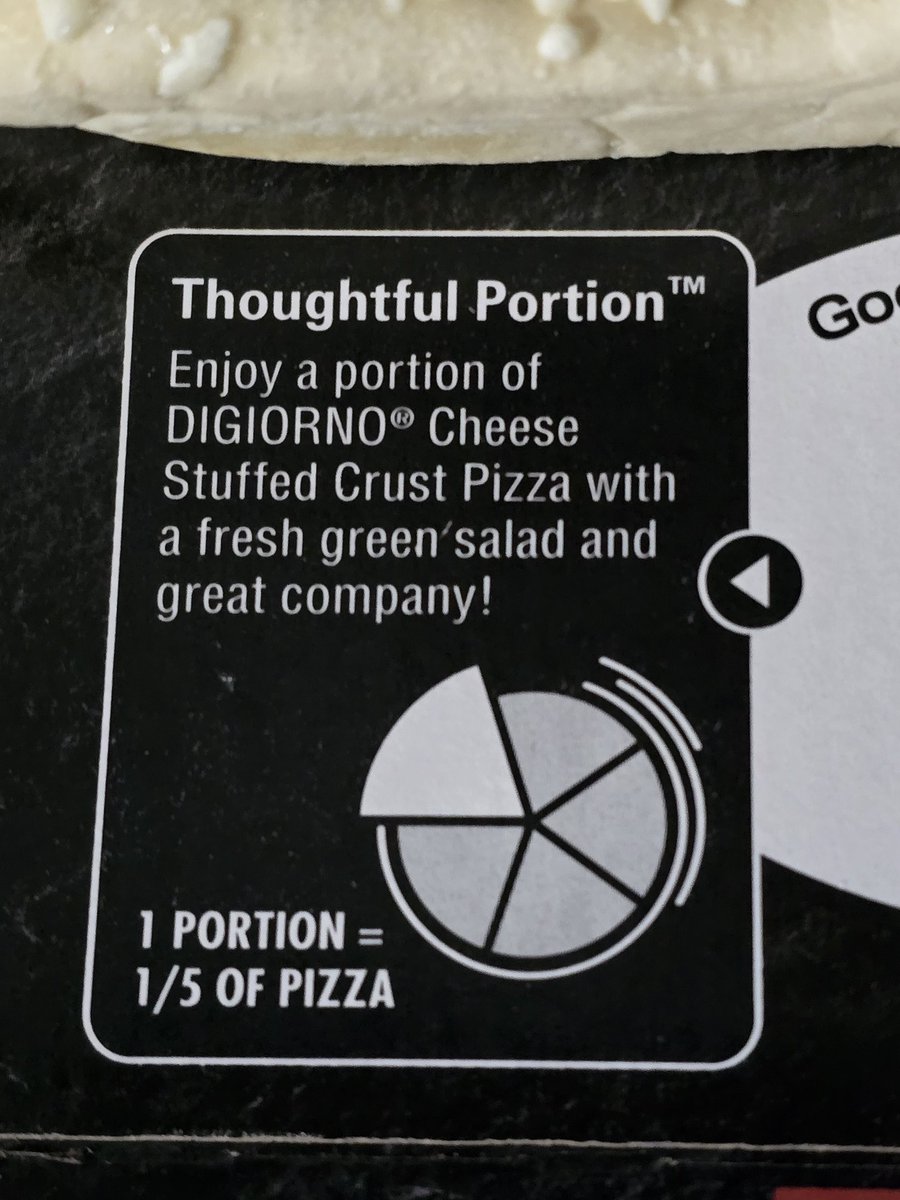 Thoughtful Portion™
Enjoy a portion of
DIGIORNO® Cheese
Stuffed Crust Pizza with
a fresh green salad and
great company!
1 PORTION =
1/5 OF PIZZA